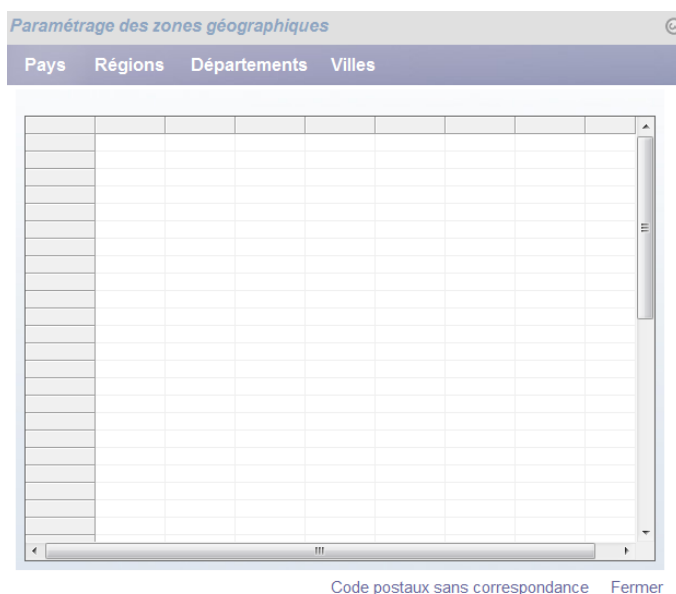 Paramétrage des zones géographiques
Pays Régions Départements Villes
Code postaux sans correspondance Fermer